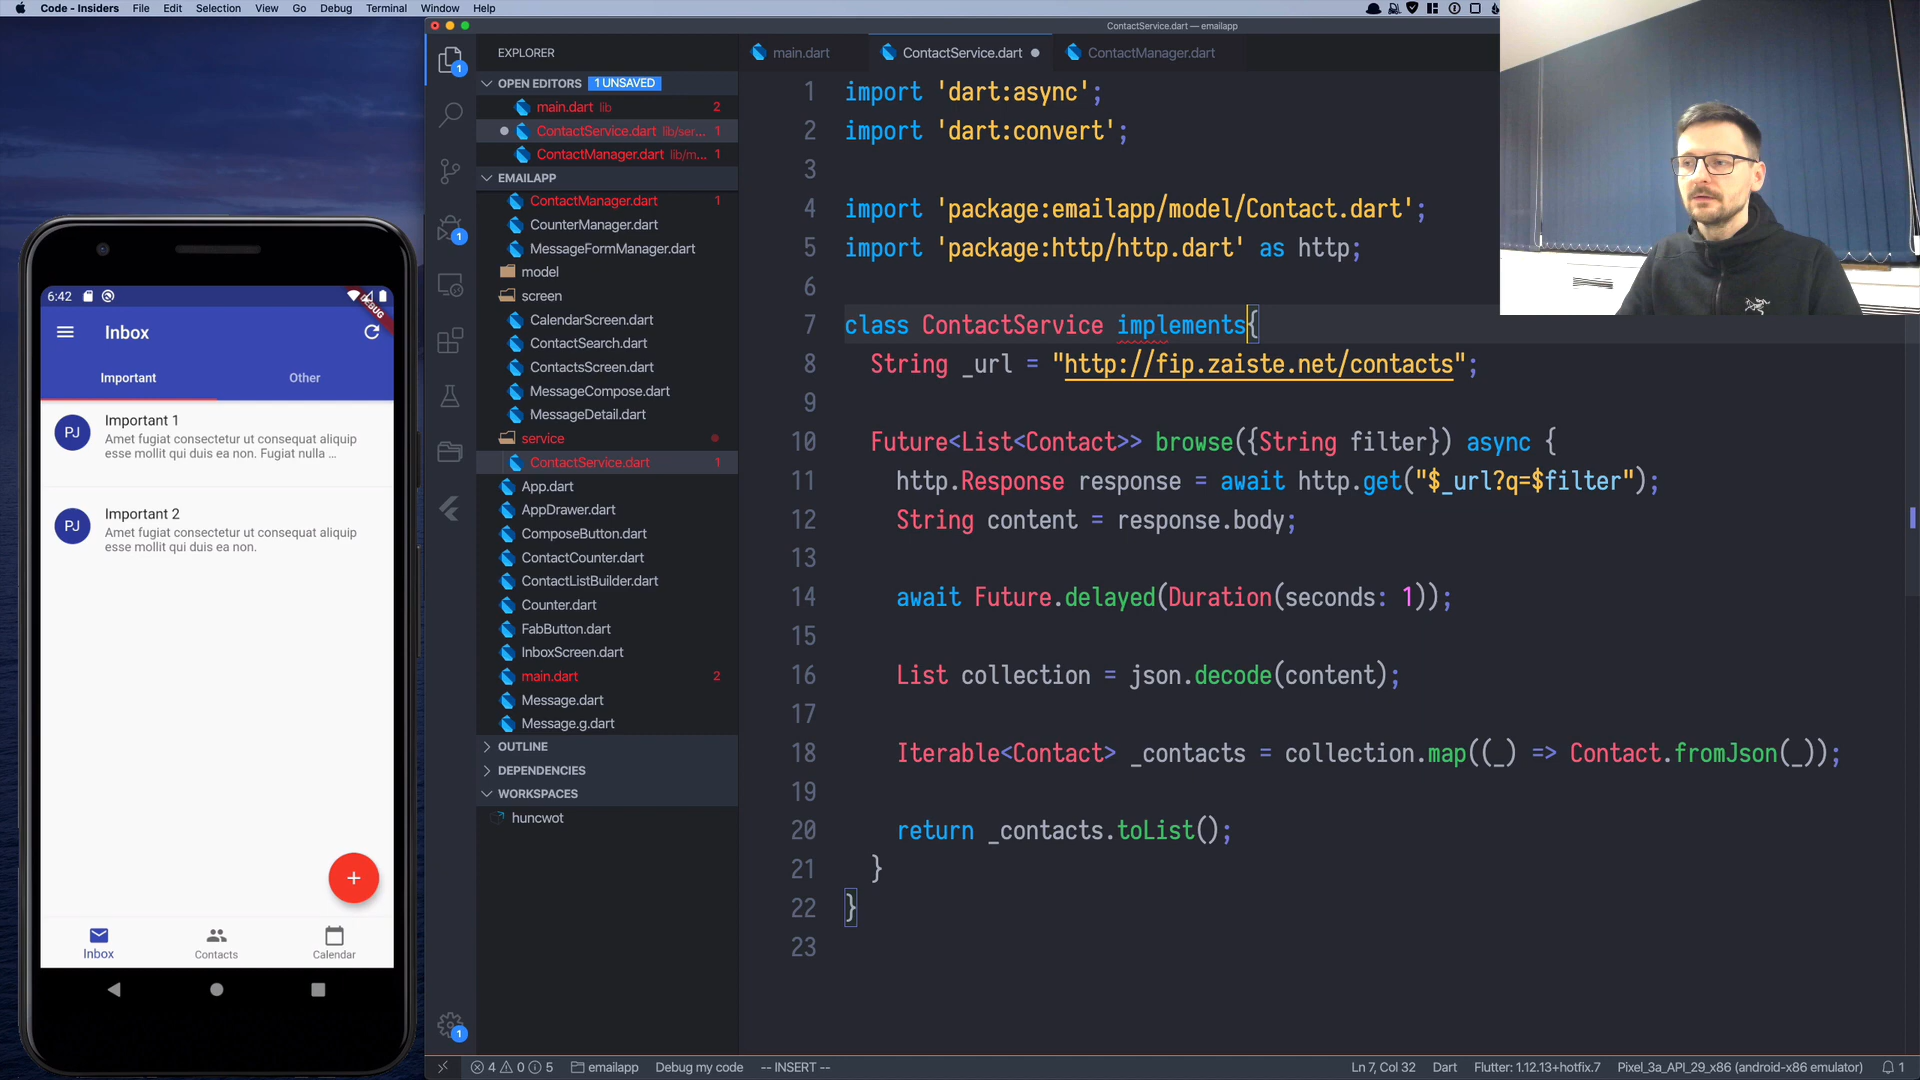 Code - Insiders File Edit Selection View Go Debug Terminal Window Help
ContactService.dart — emailapp
EXPLORER
OPEN EDITORS 1 UNSAVED
main.dart lib 2
ContactService.dart lib/ser... 1
ContactManager.dart lib/m... 1
EMAILAPP
ContactManager.dart 1
CounterManager.dart
MessageFormManager.dart
model
screen
CalendarScreen.dart
ContactSearch.dart
ContactsScreen.dart
MessageCompose.dart
MessageDetail.dart
service
ContactService.dart 1
App.dart
AppDrawer.dart
ComposeButton.dart
ContactCounter.dart
ContactListBuilder.dart
Counter.dart
FabButton.dart
InboxScreen.dart
main.dart 2
Message.dart
Message.g.dart
OUTLINE
DEPENDENCIES
WORKSPACES
huncwot
main.dart ContactService.dart ContactManager.dart
1 import 'dart:async';
2 import 'dart:convert';
3
4 import 'package:emailapp/model/Contact.dart';
5 import 'package:http/http.dart' as http;
6
7 class ContactService implements{
8 String _url = "http://fip.zaiste.net/contacts";
9
10 Future<List<Contact>> browse({String filter}) async {
11 http.Response response = await http.get("$_url?q=$filter");
12 String content = response.body;
13
14 await Future.delayed(Duration(seconds: 1));
15
16 List collection = json.decode(content);
17
18 Iterable<Contact> _contacts = collection.map((_) => Contact.fromJson(_));
19
20 return _contacts.toList();
21 }
22 }
23
6:42
DEBUG
Inbox
Important Other
PJ
Important 1
Amet fugiat consectetur ut consequat aliquip
esse mollit qui duis ea non. Fugiat nulla ...
PJ
Important 2
Amet fugiat consectetur ut consequat aliquip
esse mollit qui duis ea non.
+
Inbox Contacts Calendar
1
1
1
4 0 5 emailapp Debug my code -- INSERT -- Ln 7, Col 32 Dart Flutter: 1.12.13+hotfix.7 Pixel_3a_API_29_x86 (android-x86 emulator) 1